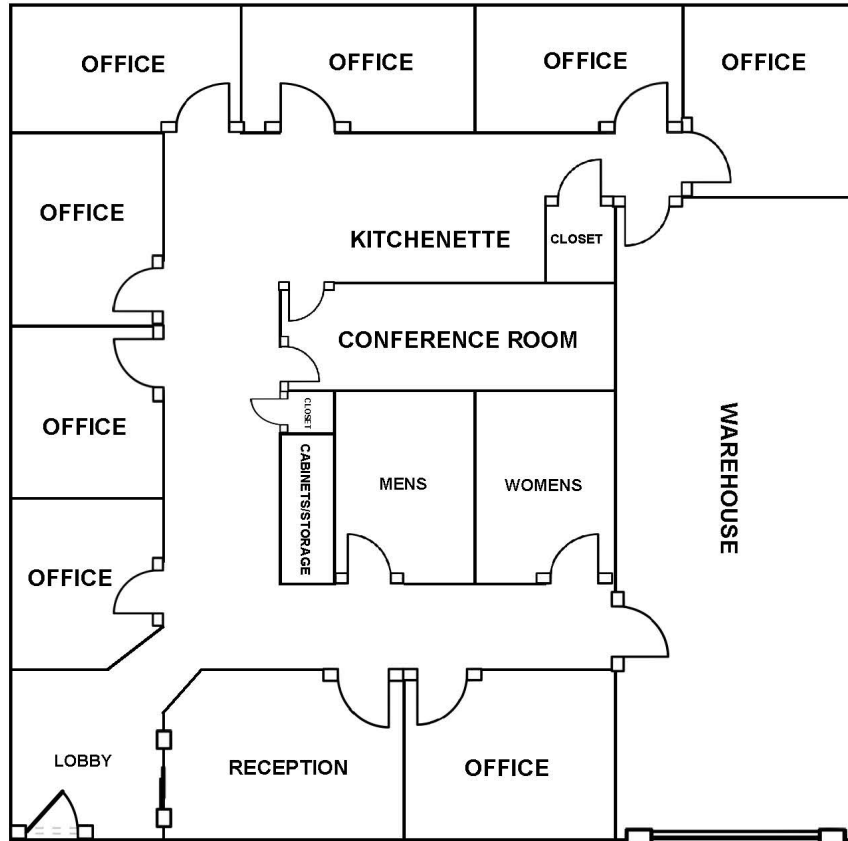 OFFICE
OFFICE
OFFICE
OFFICE
OFFICE
KITCHENETTE
CLOSET
CONFERENCE ROOM
CLOSET
OFFICE
CABINETS/STORAGE
MENS
WOMENS
WAREHOUSE
OFFICE
LOBBY
RECEPTION
OFFICE